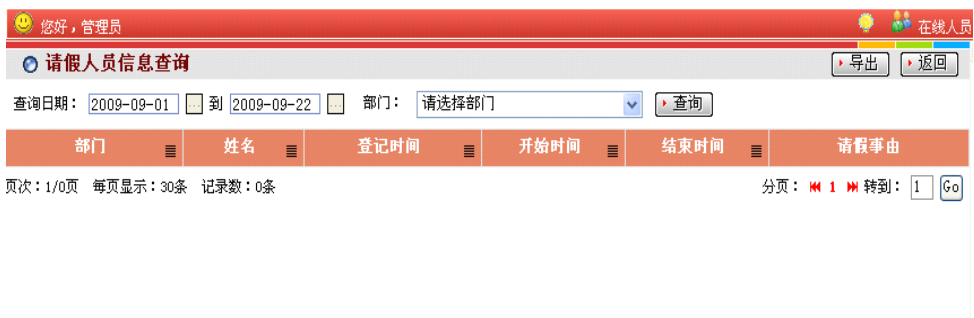 您好，管理员 在线人员
请假人员信息查询 导出 返回
查询日期： 2009-09-01 ... 到 2009-09-22 ... 部门： 请选择部门 查询
部门 姓名 登记时间 开始时间 结束时间 请假事由
页次：1/0页 每页显示：30条 记录数：0条 分页： 1 转到： 1 Go